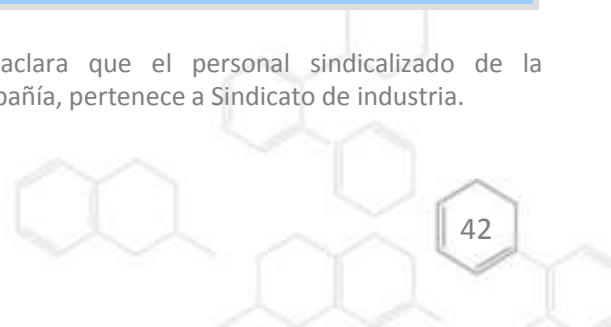 aclara que el personal sindicalizado de la
pañía, pertenece a Sindicato de industria.
42